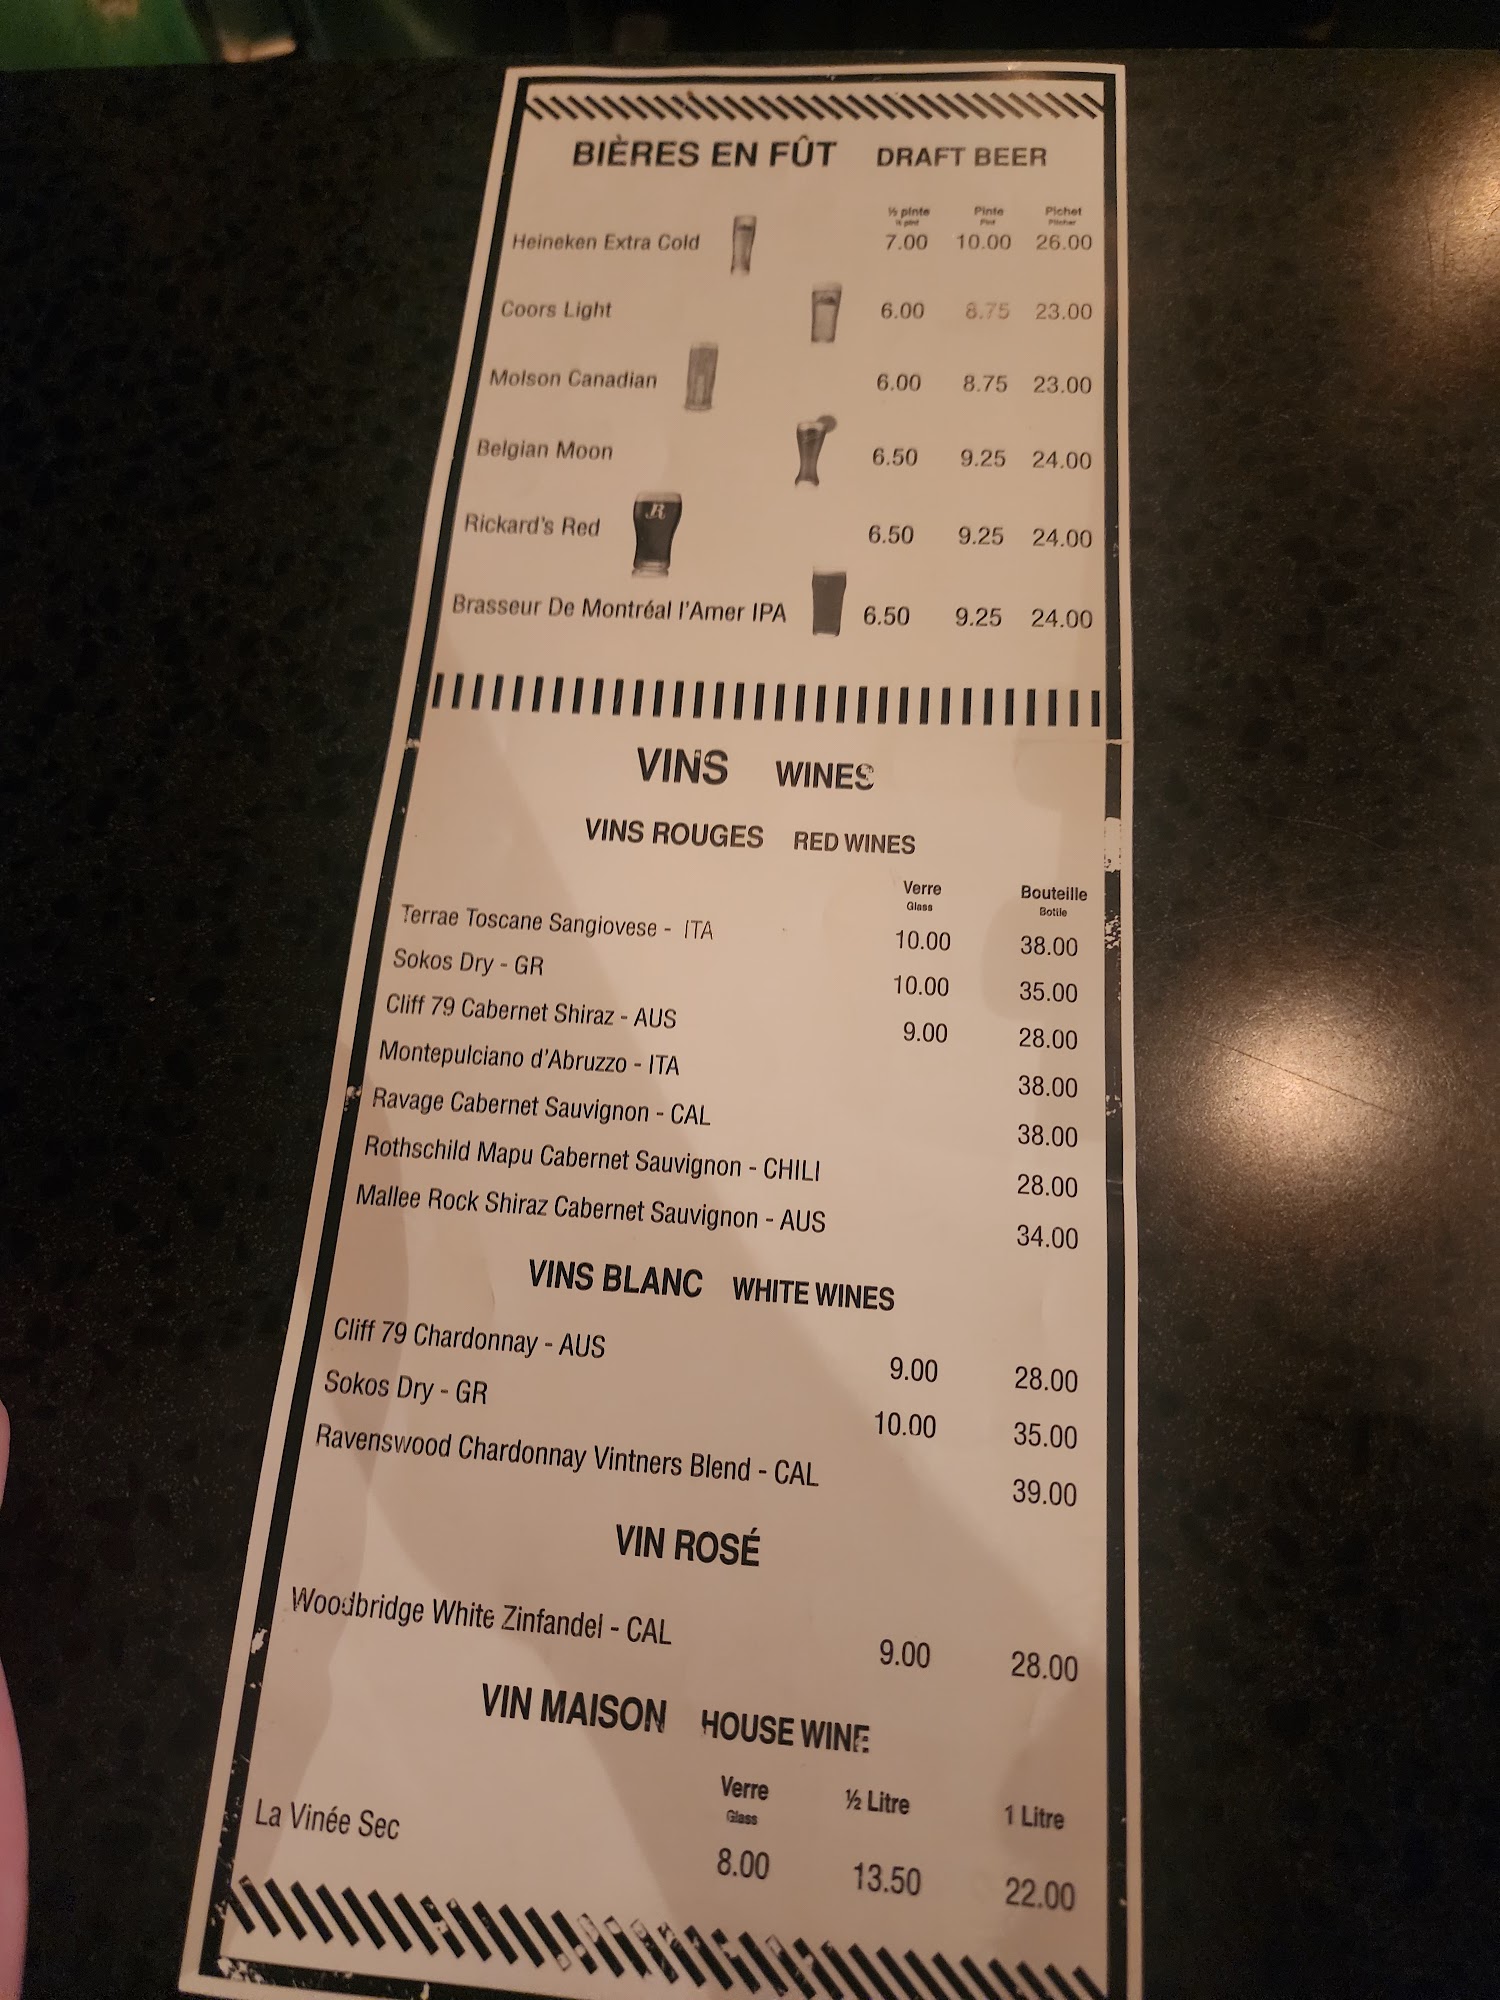 BIÈRES EN FÛT DRAFT BEER
½ pinte Pinte Pichet
½ pint Pint Pitcher
Heineken Extra Cold 7.00 10.00 26.00
Coors Light 6.00 8.75 23.00
Molson Canadian 6.00 8.75 23.00
Belgian Moon 6.50 9.25 24.00
Rickard's Red R 6.50 9.25 24.00
Brasseur De Montréal l'Amer IPA 6.50 9.25 24.00
VINS WINES
VINS ROUGES RED WINES
Verre Bouteille
Glass Bottle
Terrae Toscane Sangiovese - ITA 10.00 38.00
Sokos Dry - GR 10.00 35.00
Cliff 79 Cabernet Shiraz - AUS 9.00 28.00
Montepulciano d'Abruzzo - ITA 38.00
Ravage Cabernet Sauvignon - CAL 38.00
Rothschild Mapu Cabernet Sauvignon - CHILI 28.00
Mallee Rock Shiraz Cabernet Sauvignon - AUS 34.00
VINS BLANC WHITE WINES
Cliff 79 Chardonnay - AUS 9.00 28.00
Sokos Dry - GR 10.00 35.00
Ravenswood Chardonnay Vintners Blend - CAL 39.00
VIN ROSÉ
Woodbridge White Zinfandel - CAL 9.00 28.00
VIN MAISON HOUSE WINE
Verre ½ Litre 1 Litre
Glass
La Vinée Sec 8.00 13.50 22.00